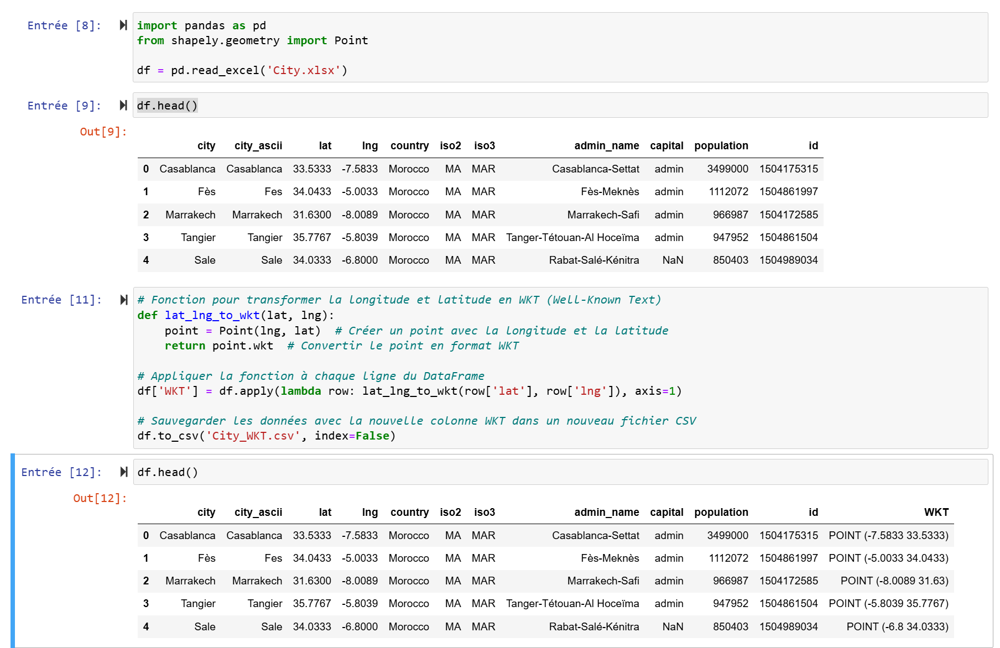 Entrée [8]: import pandas as pd
from shapely.geometry import Point
df = pd.read_excel('City.xlsx')
Entrée [9]: df.head()
Out[9]:
city city_ascii lat lng country iso2 iso3 admin_name capital population id
0 Casablanca Casablanca 33.5333 -7.5833 Morocco MA MAR Casablanca-Settat admin 3499000 1504175315
1 Fès Fes 34.0433 -5.0033 Morocco MA MAR Fès-Meknès admin 1112072 1504861997
2 Marrakech Marrakech 31.6300 -8.0089 Morocco MA MAR Marrakech-Safi admin 966987 1504172585
3 Tangier Tangier 35.7767 -5.8039 Morocco MA MAR Tanger-Tétouan-Al Hoceïma admin 947952 1504861504
4 Sale Sale 34.0333 -6.8000 Morocco MA MAR Rabat-Salé-Kénitra NaN 850403 1504989034
Entrée [11]: # Fonction pour transformer la longitude et latitude en WKT (Well-Known Text)
def lat_lng_to_wkt(lat, lng):
    point = Point(lng, lat)  # Créer un point avec la longitude et la latitude
    return point.wkt  # Convertir le point en format WKT
# Appliquer la fonction à chaque ligne du DataFrame
df['WKT'] = df.apply(lambda row: lat_lng_to_wkt(row['lat'], row['lng']), axis=1)
# Sauvegarder les données avec la nouvelle colonne WKT dans un nouveau fichier CSV
df.to_csv('City_WKT.csv', index=False)
Entrée [12]: df.head()
Out[12]:
city city_ascii lat lng country iso2 iso3 admin_name capital population id WKT
0 Casablanca Casablanca 33.5333 -7.5833 Morocco MA MAR Casablanca-Settat admin 3499000 1504175315 POINT (-7.5833 33.5333)
1 Fès Fes 34.0433 -5.0033 Morocco MA MAR Fès-Meknès admin 1112072 1504861997 POINT (-5.0033 34.0433)
2 Marrakech Marrakech 31.6300 -8.0089 Morocco MA MAR Marrakech-Safi admin 966987 1504172585 POINT (-8.0089 31.63)
3 Tangier Tangier 35.7767 -5.8039 Morocco MA MAR Tanger-Tétouan-Al Hoceïma admin 947952 1504861504 POINT (-5.8039 35.7767)
4 Sale Sale 34.0333 -6.8000 Morocco MA MAR Rabat-Salé-Kénitra NaN 850403 1504989034 POINT (-6.8 34.0333)